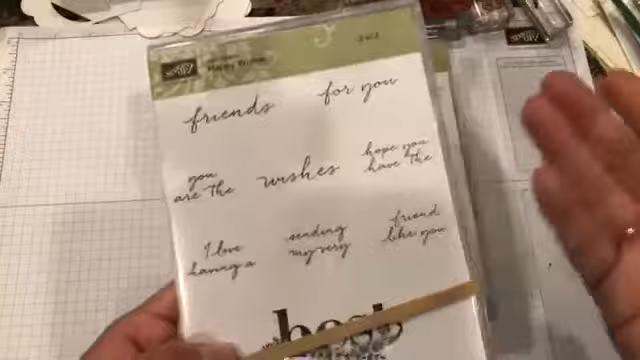 Happy
friends
for you
you
are the
wishes
hope you
have the
I love
having a
sending
my very
friend
like you
best